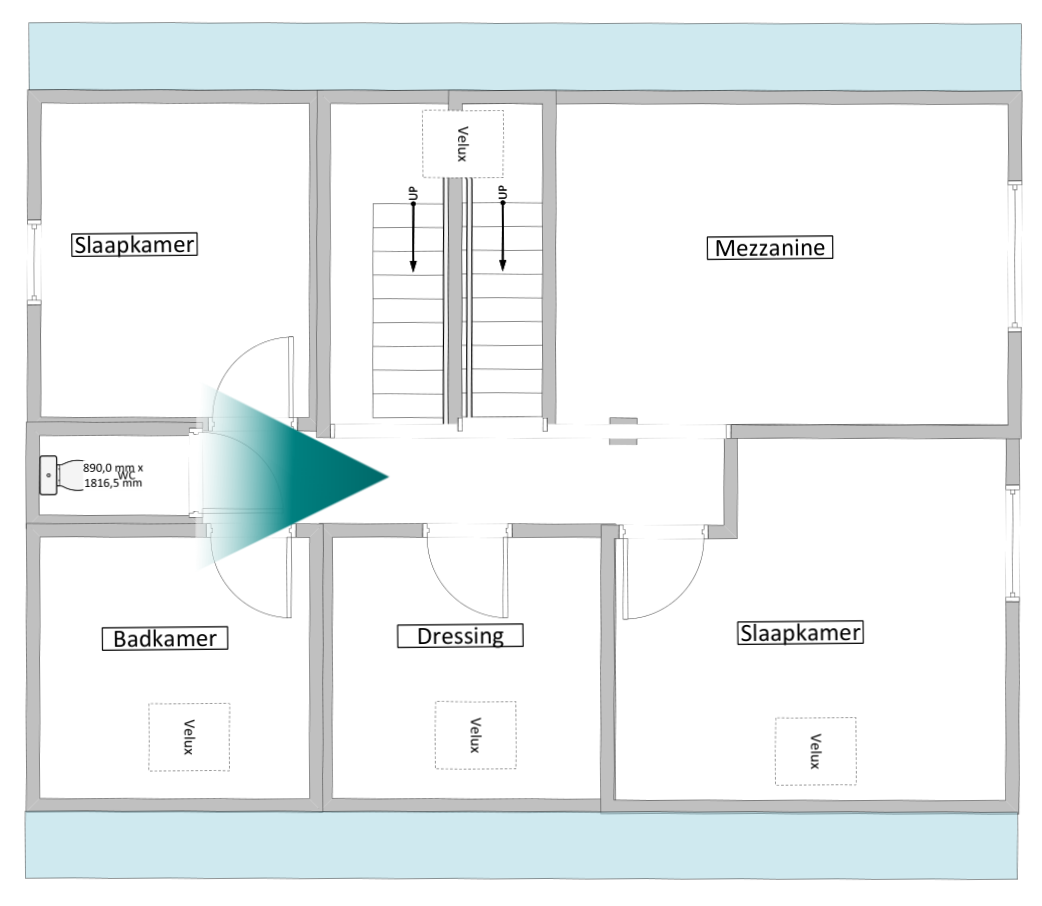 Velux
UP
UP
Slaapkamer
Mezzanine
890,0 mm x
WC
1816,5 mm
Badkamer
Dressing
Slaapkamer
Velux
Velux
Velux